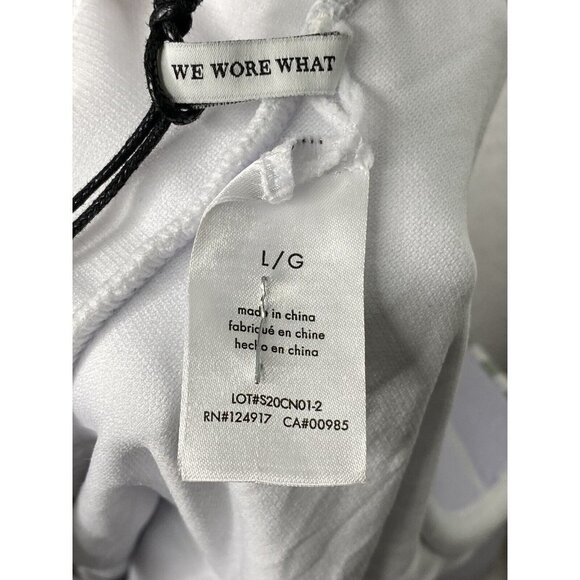 WE WORE WHAT
L/G
made in china
fabriqué en chine
hecho en china
LOT#S20CN01-2
RN#124917 CA#00985